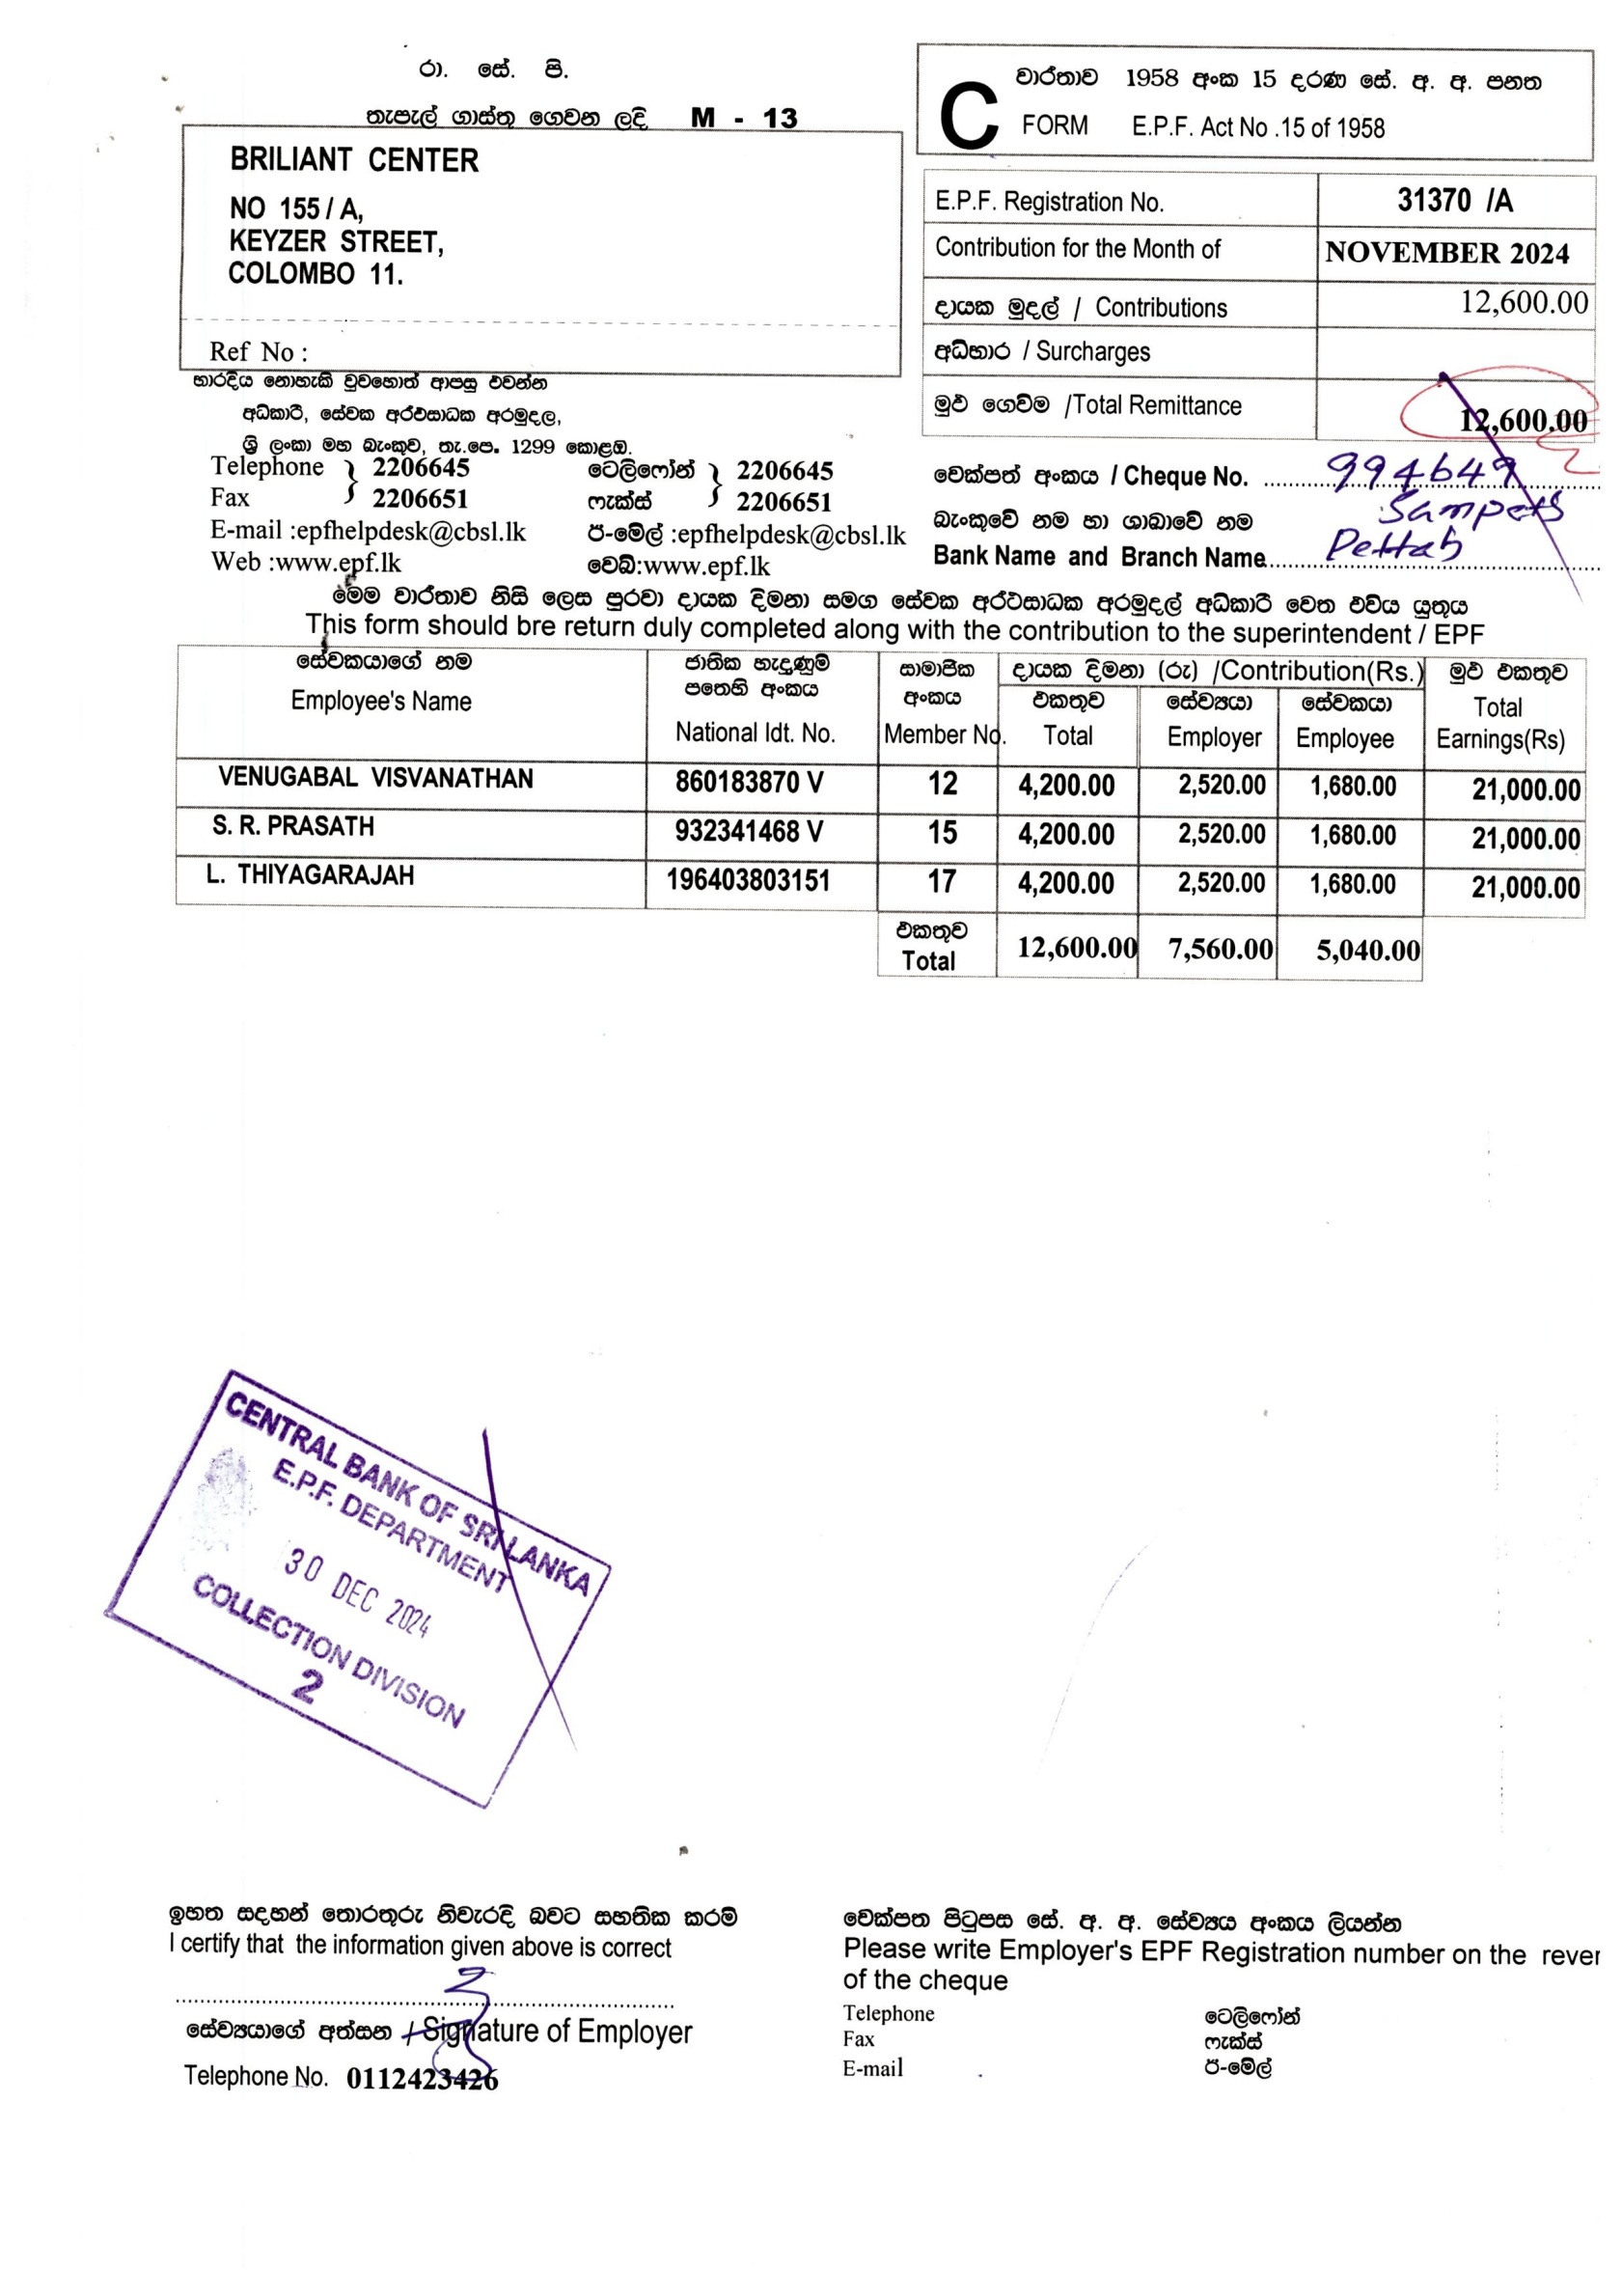 රා. සේ. පි.
තැපැල් ගාස්තු ගෙවන ලදි M - 13
BRILIANT CENTER
NO 155 / A,
KEYZER STREET,
COLOMBO 11.
Ref No :
C වාර්තාව 1958 අංක 15 දරණ සේ. අ. අ. පනත
FORM E.P.F. Act No .15 of 1958
E.P.F. Registration No. 31370 /A
Contribution for the Month of NOVEMBER 2024
දායක මුදල් / Contributions 12,600.00
අධිභාර / Surcharges
මුළු ගෙවීම /Total Remittance 12,600.00
භාරදිය නොහැකි වුවහොත් ආපසු එවන්න
අධිකාරී, සේවක අර්ථසාධක අරමුදල,
ශ්‍රී ලංකා මහ බැංකුව, තැ.පෙ. 1299 කොළඹ.
Telephone 2206645 ටෙලිෆෝන් 2206645
Fax 2206651 ෆැක්ස් 2206651
E-mail :epfhelpdesk@cbsl.lk ඊ-මේල් :epfhelpdesk@cbsl.lk
Web :www.epf.lk වෙබ්:www.epf.lk
චෙක්පත් අංකය / Cheque No. 994649
බැංකුවේ නම හා ශාඛාවේ නම
Bank Name and Branch Name
මෙම වාර්තාව නිසි ලෙස පුරවා දායක දීමනා සමග සේවක අර්ථසාධක අරමුදල් අධිකාරී වෙත එවිය යුතුය
This form should bre return duly completed along with the contribution to the superintendent / EPF
සේවකයාගේ නම ජාතික හැඳුණුම් සාමාජික දායක දීමනා (රු) /Contribution(Rs.) මුළු එකතුව
පතෙහි අංකය අංකය එකතුව සේව්‍යයා සේවකයා Total
Employee's Name National Idt. No. Member No. Total Employer Employee Earnings(Rs)
VENUGABAL VISVANATHAN 860183870 V 12 4,200.00 2,520.00 1,680.00 21,000.00
S. R. PRASATH 932341468 V 15 4,200.00 2,520.00 1,680.00 21,000.00
L. THIYAGARAJAH 196403803151 17 4,200.00 2,520.00 1,680.00 21,000.00
එකතුව
Total 12,600.00 7,560.00 5,040.00
CENTRAL BANK OF SRI LANKA
E.P.F. DEPARTMENT
30 DEC 2024
COLLECTION DIVISION
2
ඉහත සඳහන් තොරතුරු නිවැරදි බවට සහතික කරමි
I certify that the information given above is correct
සේව්‍යයාගේ අත්සන / Signature of Employer
Telephone No. 0112423426
චෙක්පත පිටුපස සේ. අ. අ. සේව්‍යය අංකය ලියන්න
Please write Employer's EPF Registration number on the rever
of the cheque
Telephone ටෙලිෆෝන්
Fax ෆැක්ස්
E-mail ඊ-මේල්